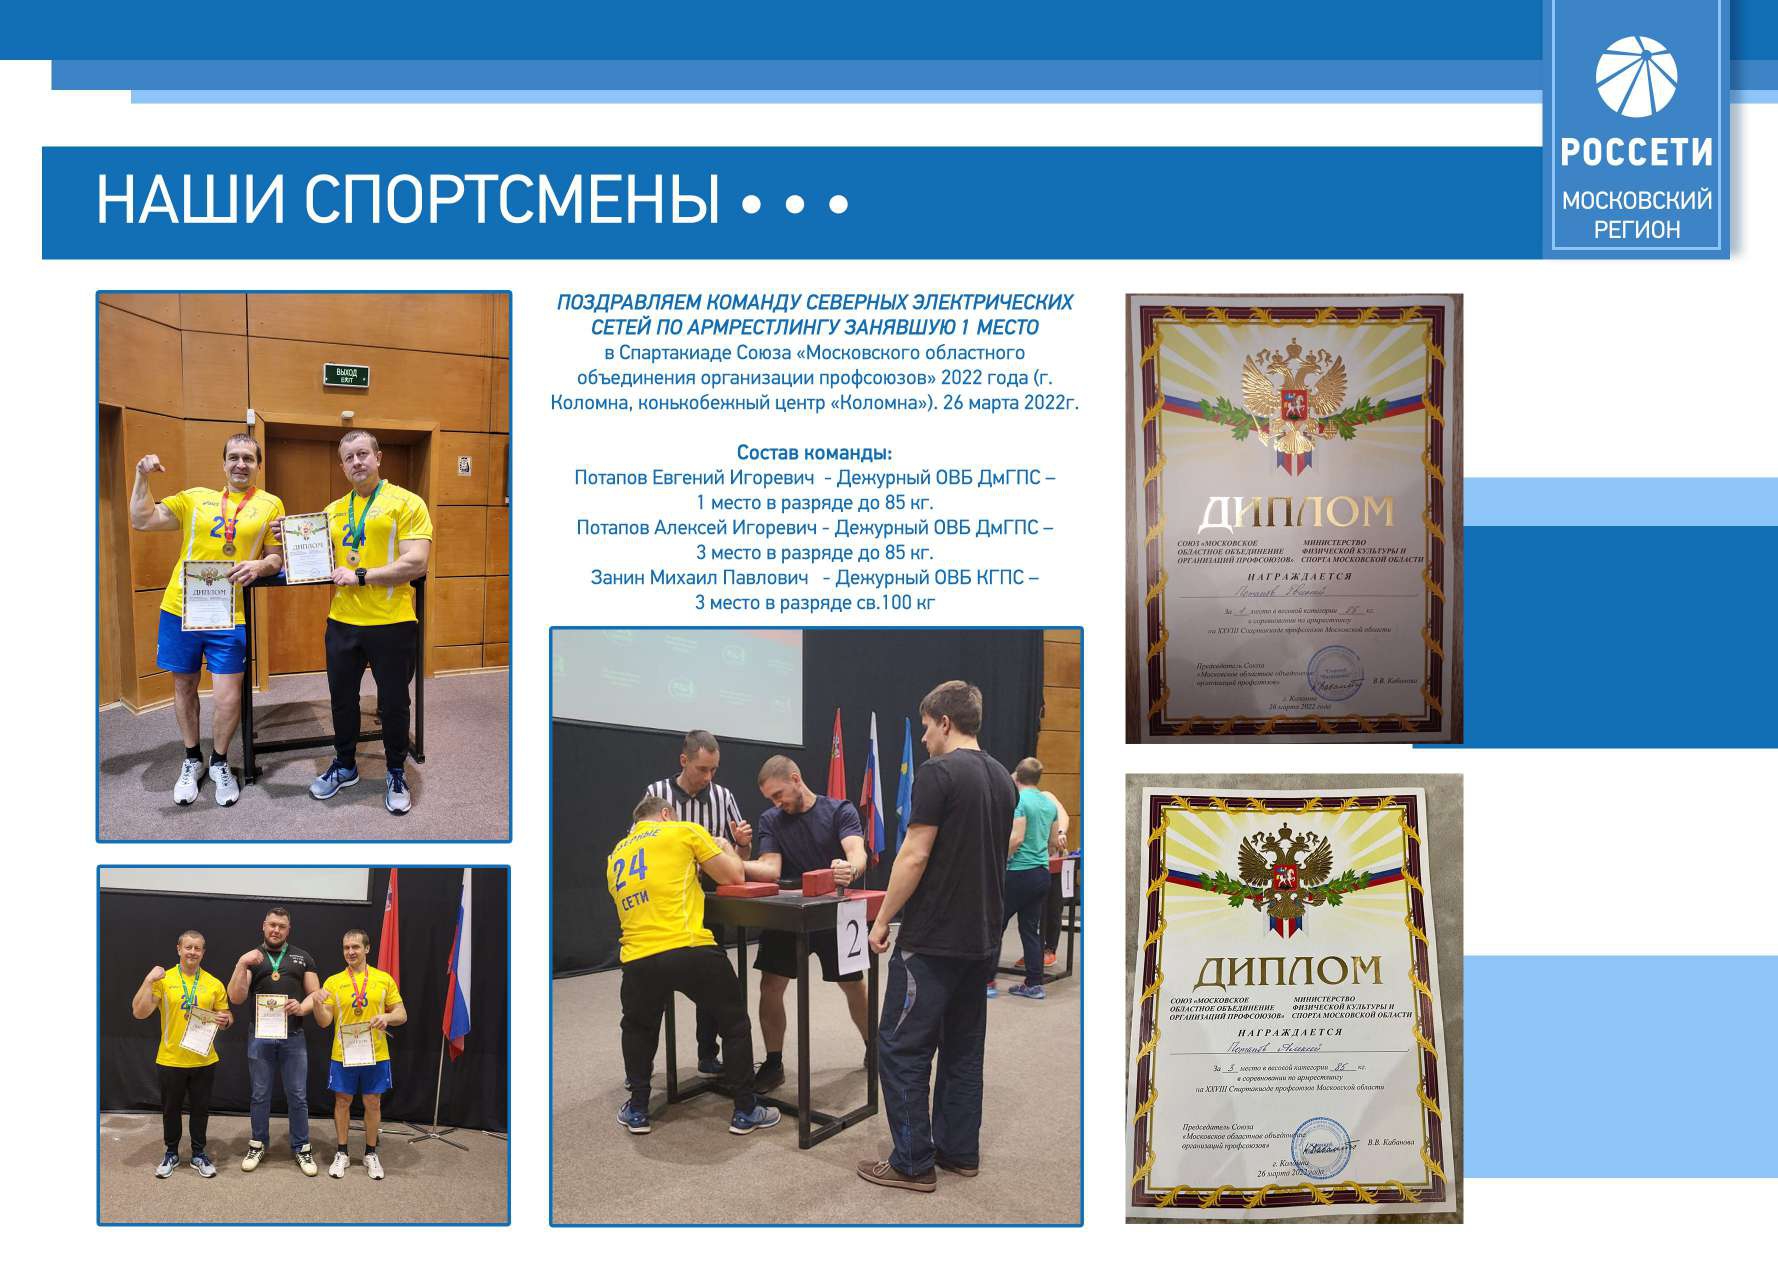 РОССЕТИ
МОСКОВСКИЙ
РЕГИОН
НАШИ СПОРТСМЕНЫ • • •
ПОЗДРАВЛЯЕМ КОМАНДУ СЕВЕРНЫХ ЭЛЕКТРИЧЕСКИХ
СЕТЕЙ ПО АРМРЕСТЛИНГУ ЗАНЯВШУЮ 1 МЕСТО
в Спартакиаде Союза «Московского областного
объединения организации профсоюзов» 2022 года (г.
Коломна, конькобежный центр «Коломна»). 26 марта 2022г.
Состав команды:
Потапов Евгений Игоревич - Дежурный ОВБ ДмГПС –
1 место в разряде до 85 кг.
Потапов Алексей Игоревич - Дежурный ОВБ ДмГПС –
3 место в разряде до 85 кг.
Занин Михаил Павлович - Дежурный ОВБ КГПС –
3 место в разряде св.100 кг
ВЫХОД
EXIT
23
24
ДИПЛОМ
ДИПЛОМ
24
СЕТИ
2
1
ДИПЛОМ
СОЮЗ «МОСКОВСКОЕ МИНИСТЕРСТВО
ОБЛАСТНОЕ ОБЪЕДИНЕНИЕ ФИЗИЧЕСКОЙ КУЛЬТУРЫ И
ОРГАНИЗАЦИЙ ПРОФСОЮЗОВ» СПОРТА МОСКОВСКОЙ ОБЛАСТИ
НАГРАЖДАЕТСЯ
Потапов Евгений
За 1 место в весовой категории 85 кг.
в соревновании по армрестлингу
на XXVIII Спартакиаде профсоюзов Московской области
Председатель Союза
«Московское областное объединение
организаций профсоюзов» В.В. Кабанова
г. Коломна
26 марта 2022 года
ДИПЛОМ
СОЮЗ «МОСКОВСКОЕ МИНИСТЕРСТВО
ОБЛАСТНОЕ ОБЪЕДИНЕНИЕ ФИЗИЧЕСКОЙ КУЛЬТУРЫ И
ОРГАНИЗАЦИЙ ПРОФСОЮЗОВ» СПОРТА МОСКОВСКОЙ ОБЛАСТИ
НАГРАЖДАЕТСЯ
Потапов Алексей
За 3 место в весовой категории 85 кг.
в соревновании по армрестлингу
на XXVIII Спартакиаде профсоюзов Московской области
Председатель Союза
«Московское областное объединение
организаций профсоюзов» В.В. Кабанова
г. Коломна
26 марта 2022 года